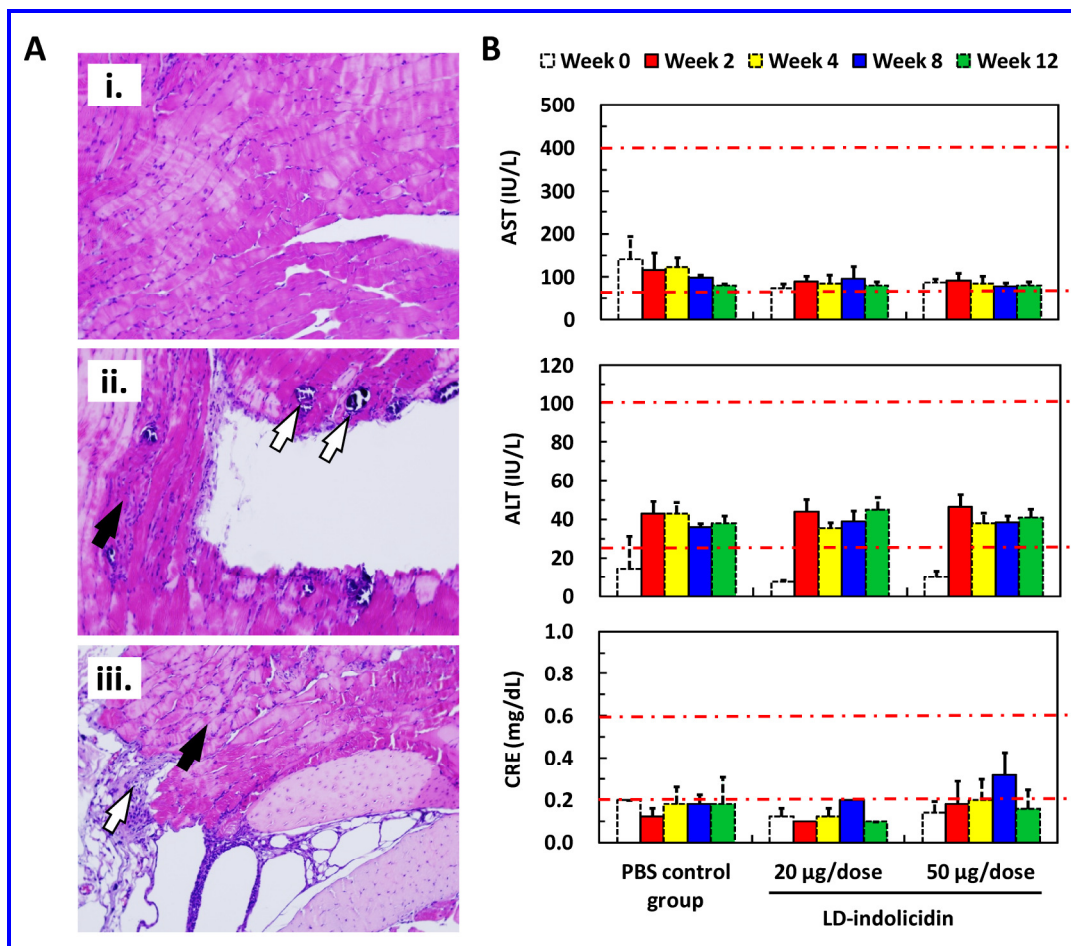 A
i.
ii.
iii.
B
Week 0 Week 2 Week 4 Week 8 Week 12
AST (IU/L)
500
400
300
200
100
0
ALT (IU/L)
120
100
80
60
40
20
0
CRE (mg/dL)
1.0
0.8
0.6
0.4
0.2
0.0
PBS control
group
20 µg/dose 50 µg/dose
LD-indolicidin